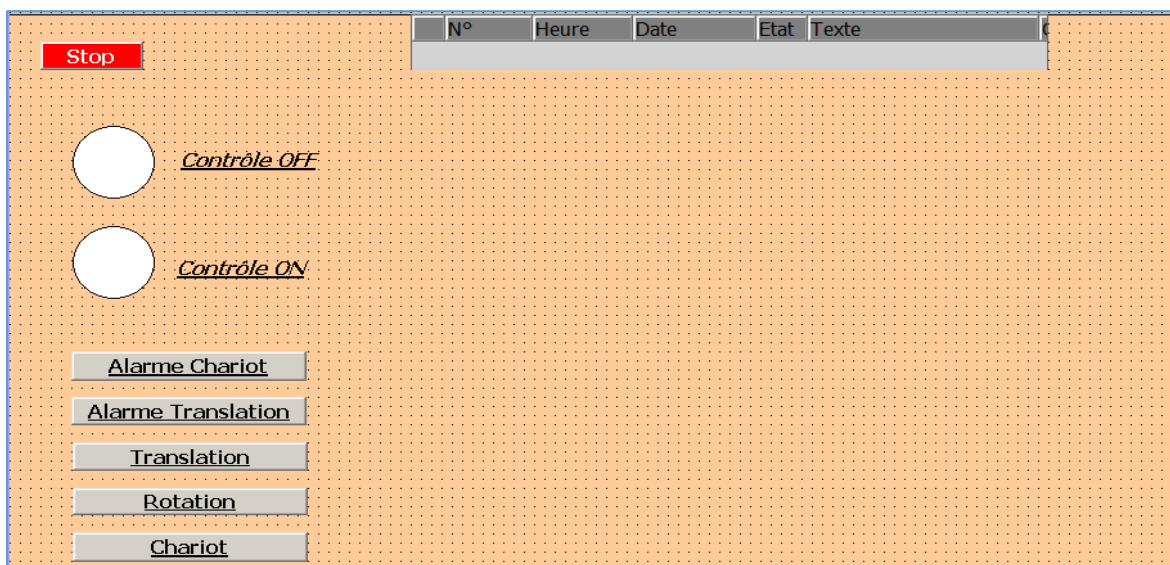 N° Heure Date Etat Texte
Stop
Contrôle OFF
Contrôle ON
Alarme Chariot
Alarme Translation
Translation
Rotation
Chariot